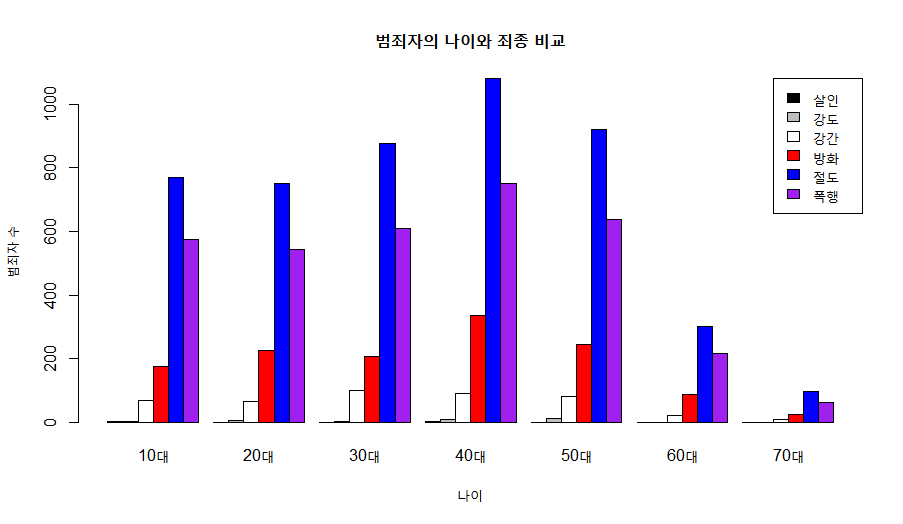 범죄자의 나이와 죄종 비교
범죄자 수
1000
800
600
400
200
0
살인
강도
강간
방화
절도
폭행
10대 20대 30대 40대 50대 60대 70대
나이